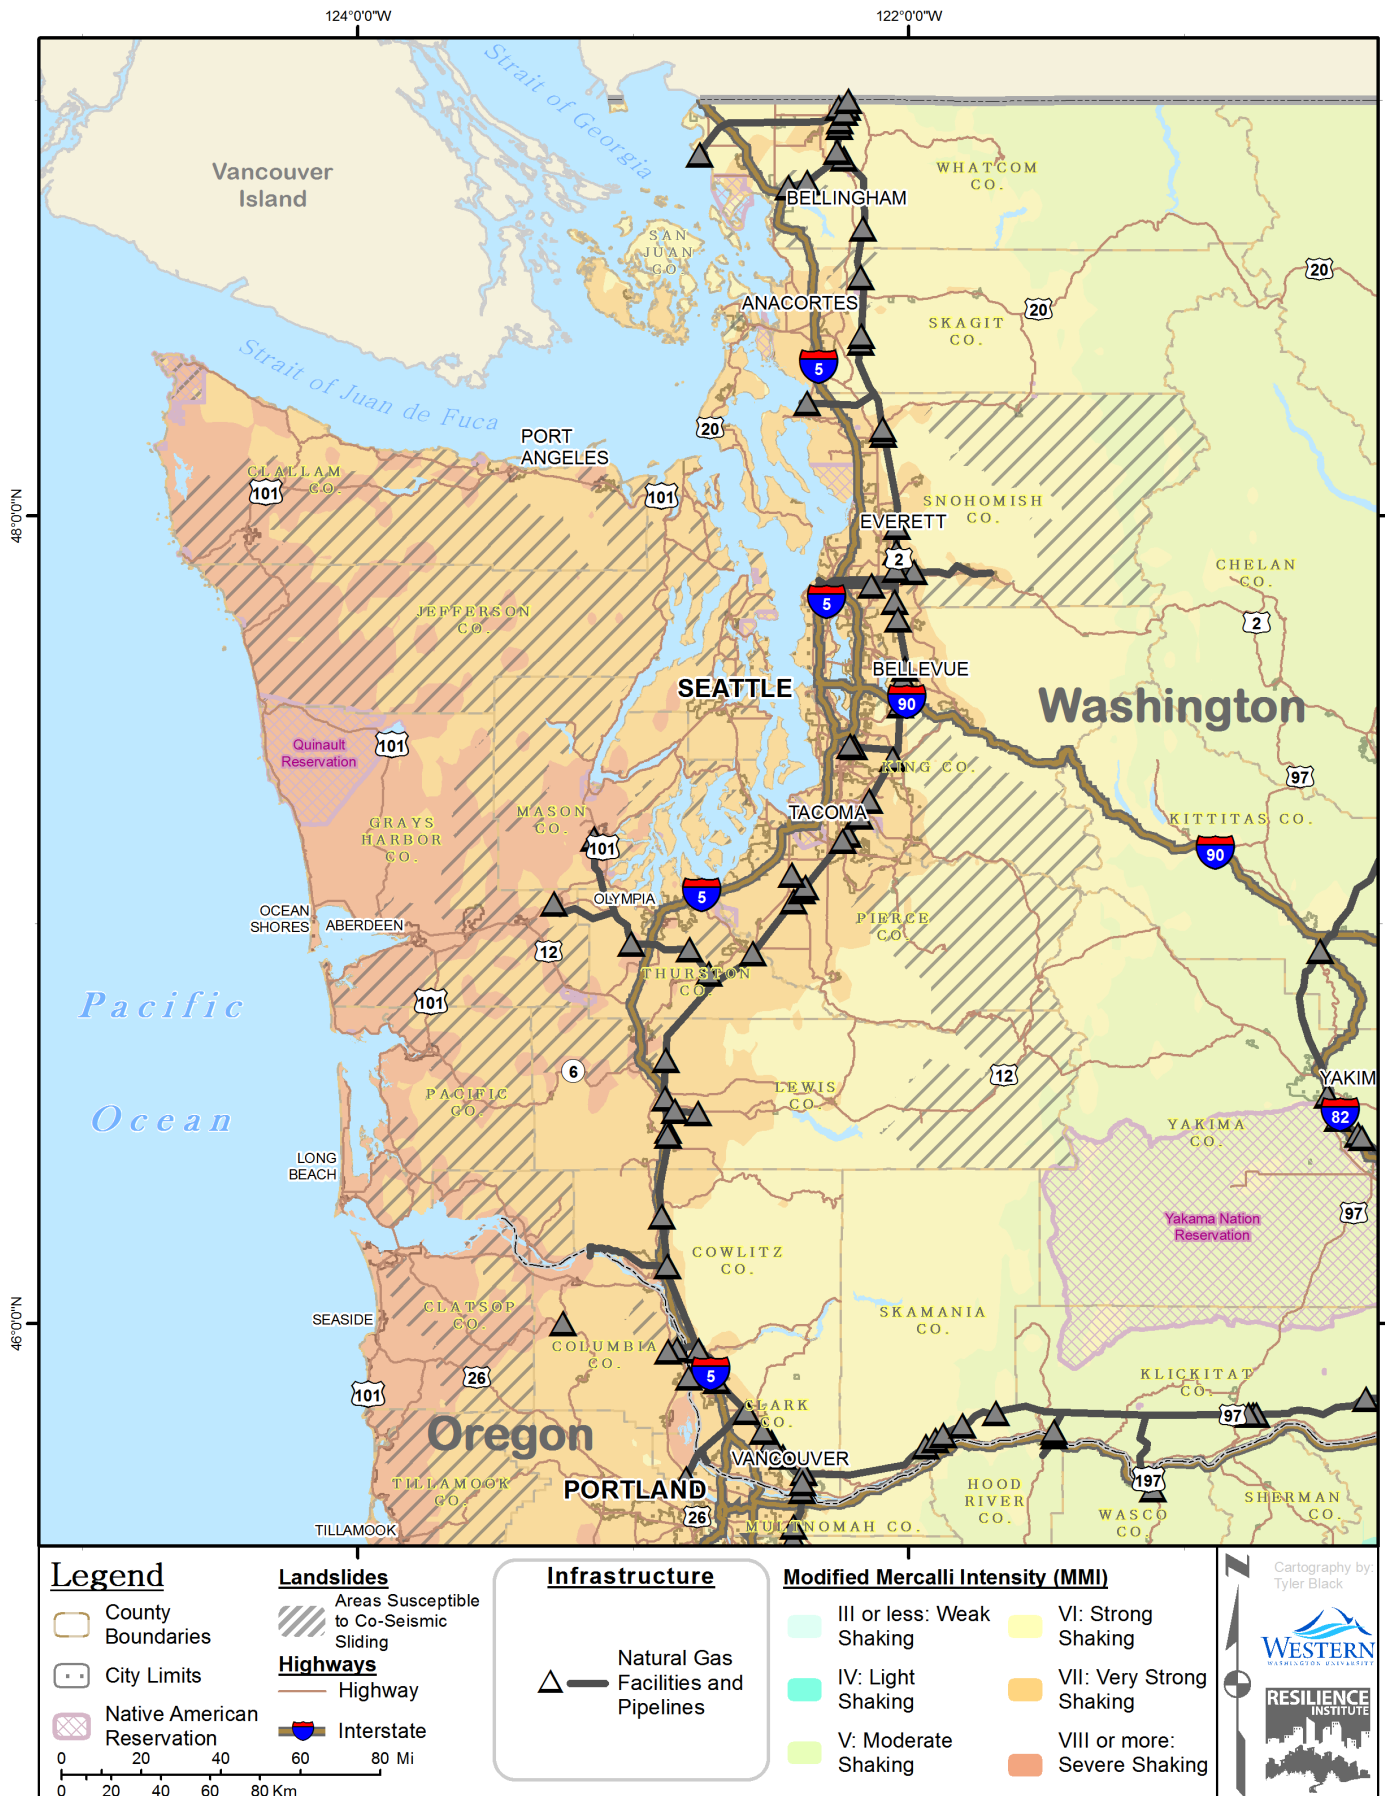 124°0'0"W
122°0'0"W
Strait of Georgia
Vancouver
Island
WHATCOM
CO.
BELLINGHAM
SAN
JUAN
CO.
20
ANACORTES
20
SKAGIT
CO.
5
Strait of Juan de Fuca
20
PORT
ANGELES
CLALLAM
CO.
101
101
48°0'0"N
SNOHOMISH
CO.
EVERETT
2
CHELAN
CO.
5
JEFFERSON
CO.
2
BELLEVUE
SEATTLE
90
Washington
Quinault
Reservation
101
KING CO.
97
MASON
CO.
TACOMA
GRAYS
HARBOR
CO.
KITTITAS CO.
101
90
OLYMPIA
5
OCEAN
SHORES
ABERDEEN
PIERCE
CO.
12
THURSTON
CO.
Pacific
Ocean
101
6
12
LEWIS
CO.
PACIFIC
CO.
YAKIM
82
YAKIMA
CO.
LONG
BEACH
Yakama Nation
Reservation
97
COWLITZ
CO.
46°0'0"N
SEASIDE
CLATSOP
CO.
SKAMANIA
CO.
COLUMBIA
CO.
5
26
101
KLICKITAT
CO.
CLARK
CO.
97
Oregon
VANCOUVER
TILLAMOOK
CO.
PORTLAND
197
HOOD
RIVER
CO.
SHERMAN
CO.
WASCO
CO.
26
MULTNOMAH CO.
TILLAMOOK
Legend
County
Boundaries
City Limits
Native American
Reservation
0 20 40 60 80 Mi
0 20 40 60 80 Km
Landslides
Areas Susceptible
to Co-Seismic
Sliding
Highways
Highway
Interstate
Infrastructure
Natural Gas
Facilities and
Pipelines
Modified Mercalli Intensity (MMI)
III or less: Weak
Shaking
IV: Light
Shaking
V: Moderate
Shaking
VI: Strong
Shaking
VII: Very Strong
Shaking
VIII or more:
Severe Shaking
N
Cartography by:
Tyler Black
WESTERN
WASHINGTON UNIVERSITY
RESILIENCE
INSTITUTE